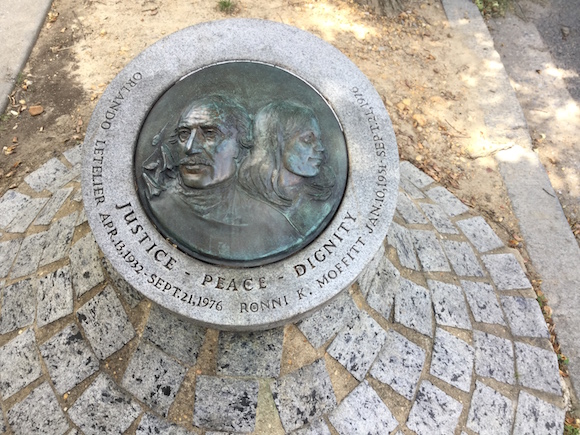 ORLANDO LETELIER APR.13,1932 - SEPT.21,1976
RONNI K MOFFITT JAN.10,1951-SEPT.21,1976
JUSTICE - PEACE - DIGNITY